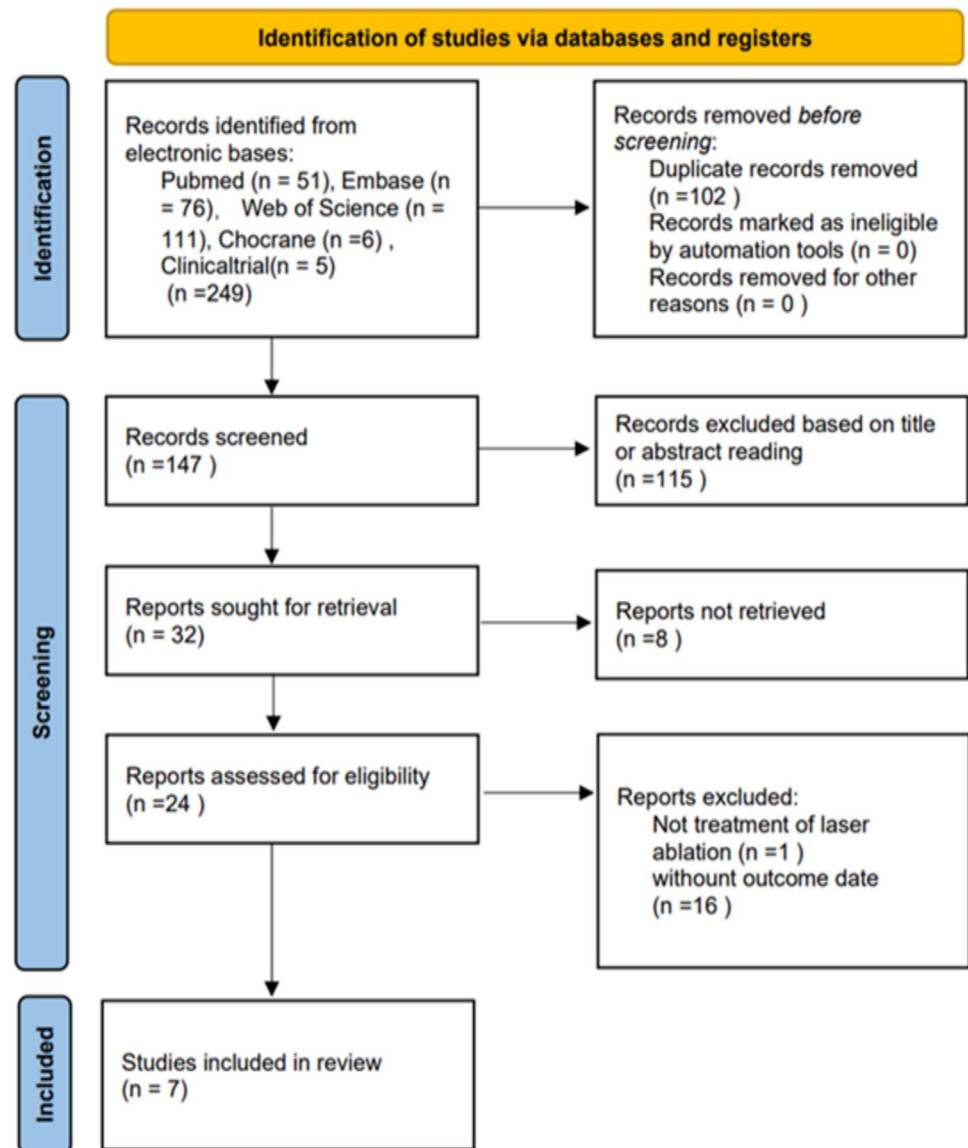 Identification of studies via databases and registers
Identification
Records identified from
electronic bases:
Pubmed (n = 51), Embase (n
= 76), Web of Science (n =
111), Chocrane (n =6) ,
Clinicaltrial(n = 5)
(n =249)
Records removed before
screening:
Duplicate records removed
(n =102 )
Records marked as ineligible
by automation tools (n = 0)
Records removed for other
reasons (n = 0 )
Screening
Records screened
(n =147 )
Records excluded based on title
or abstract reading
(n =115 )
Reports sought for retrieval
(n = 32)
Reports not retrieved
(n =8 )
Reports assessed for eligibility
(n =24 )
Reports excluded:
Not treatment of laser
ablation (n =1 )
withount outcome date
(n =16 )
Included
Studies included in review
(n = 7)